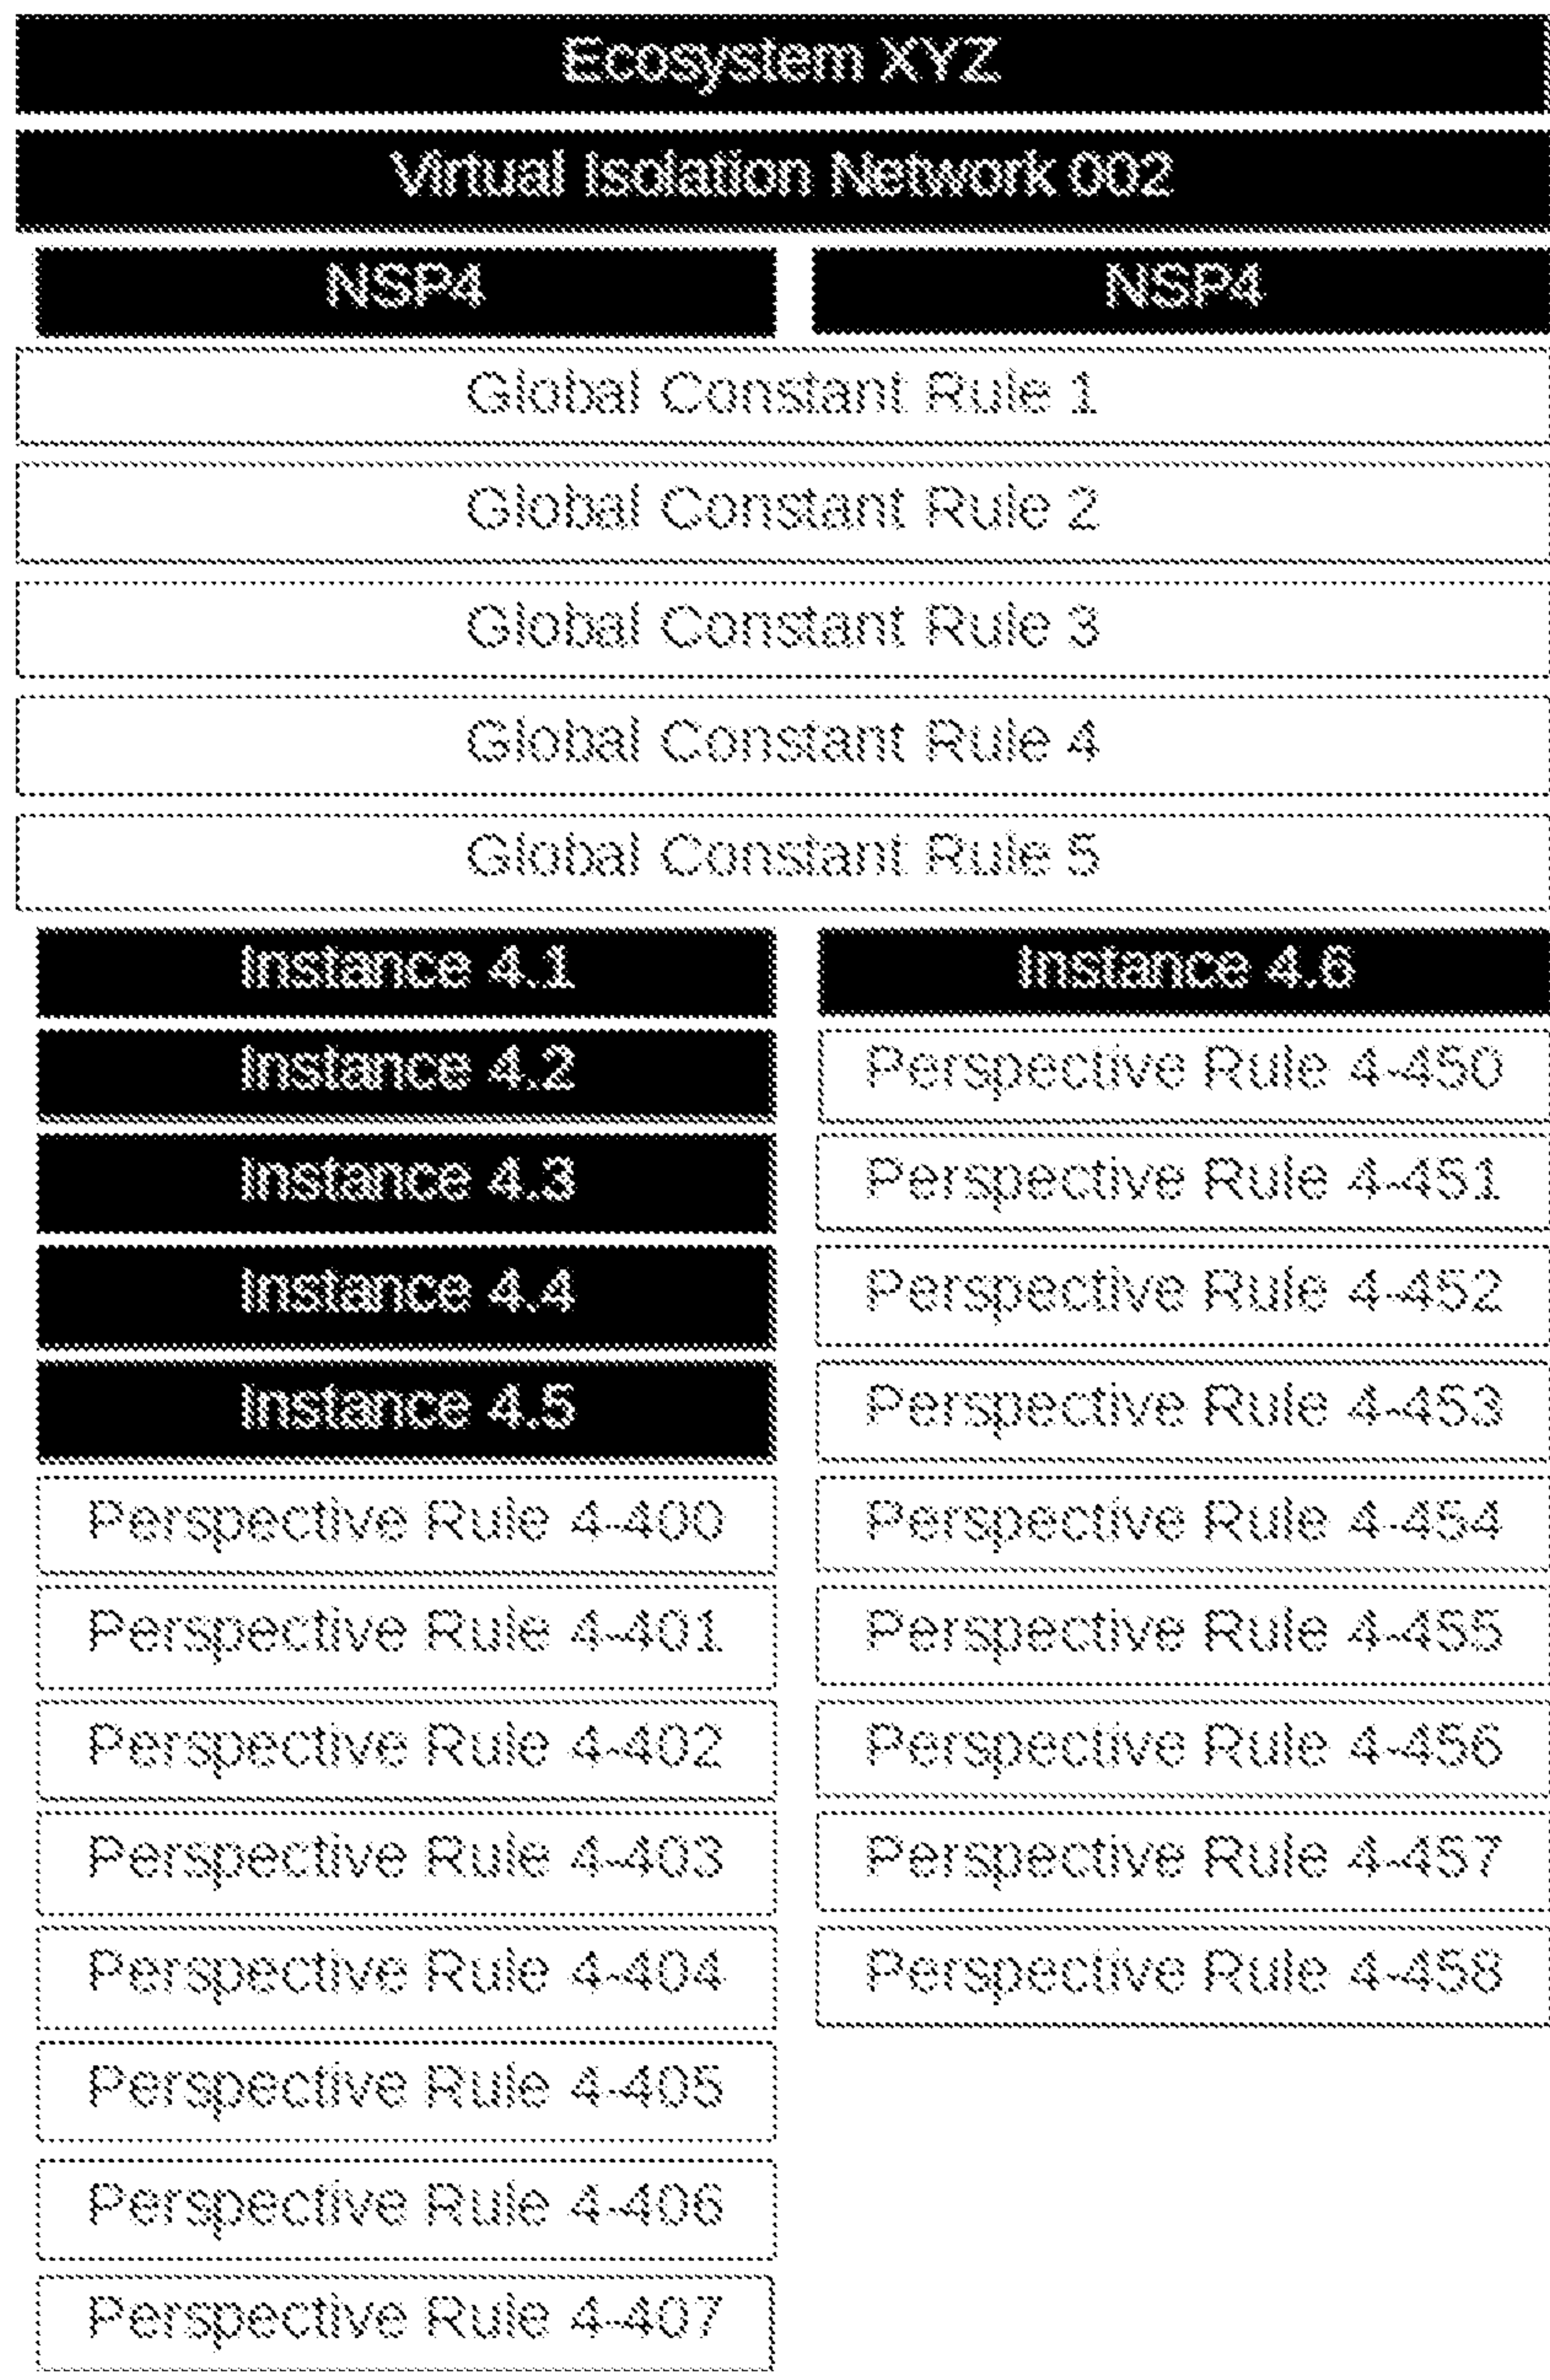 Ecosystem XYZ
Virtual Isolation Network 002
NSP4 NSP4
Global Constant Rule 1
Global Constant Rule 2
Global Constant Rule 3
Global Constant Rule 4
Global Constant Rule 5
Instance 4.1 Instance 4.6
Instance 4.2 Perspective Rule 4-450
Instance 4.3 Perspective Rule 4-451
Instance 4.4 Perspective Rule 4-452
Instance 4.5 Perspective Rule 4-453
Perspective Rule 4-400 Perspective Rule 4-454
Perspective Rule 4-401 Perspective Rule 4-455
Perspective Rule 4-402 Perspective Rule 4-456
Perspective Rule 4-403 Perspective Rule 4-457
Perspective Rule 4-404 Perspective Rule 4-458
Perspective Rule 4-405
Perspective Rule 4-406
Perspective Rule 4-407